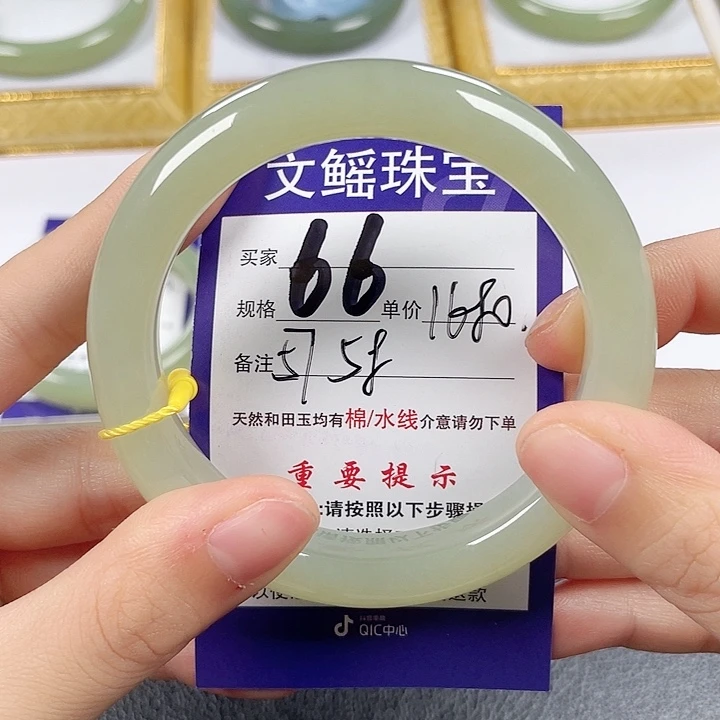 文鳐珠宝
买家 66
规格 单价 1680.
备注 57 58
天然和田玉均有棉/水线介意请勿下单
重要提示
:请按照以下步骤
QIC中心